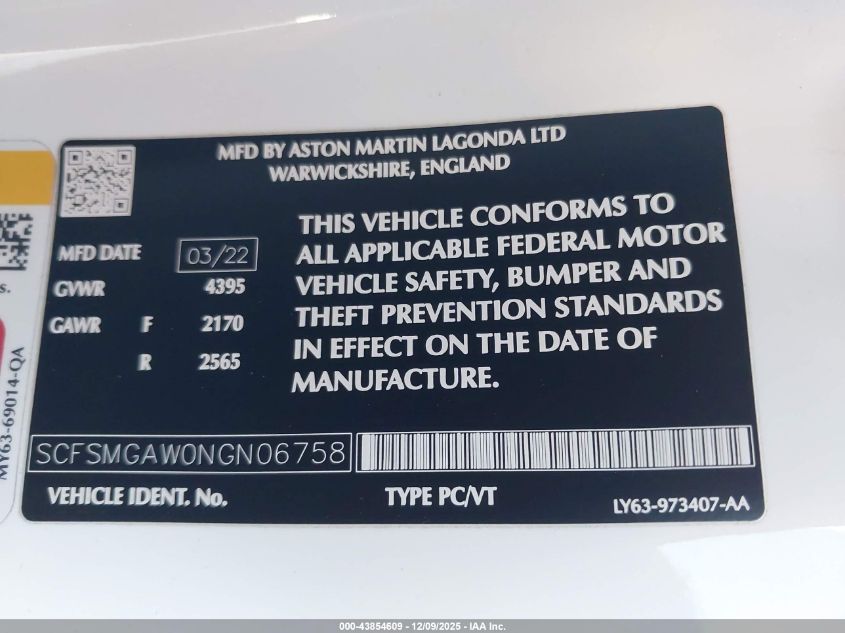 MFD BY ASTON MARTIN LAGONDA LTD
WARWICKSHIRE, ENGLAND
MFD DATE 03/22
GVWR 4395
GAWR F 2170
R 2565
THIS VEHICLE CONFORMS TO
ALL APPLICABLE FEDERAL MOTOR
VEHICLE SAFETY, BUMPER AND
THEFT PREVENTION STANDARDS
IN EFFECT ON THE DATE OF
MANUFACTURE.
SCFSMGAW0NGN06758
VEHICLE IDENT. No. TYPE PC/VT LY63-973407-AA
s.
MY63-69014-QA
000-43854609 - 12/09/2025 - IAA Inc.